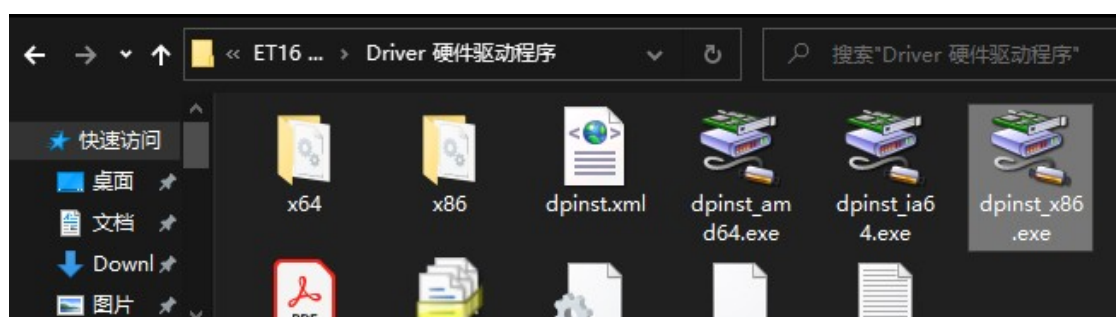 « ET16 ... › Driver 硬件驱动程序
搜索"Driver 硬件驱动程序"
快速访问
桌面
文档
Downl
图片
x64
x86
dpinst.xml
dpinst_am
d64.exe
dpinst_ia6
4.exe
dpinst_x86
.exe
PDF